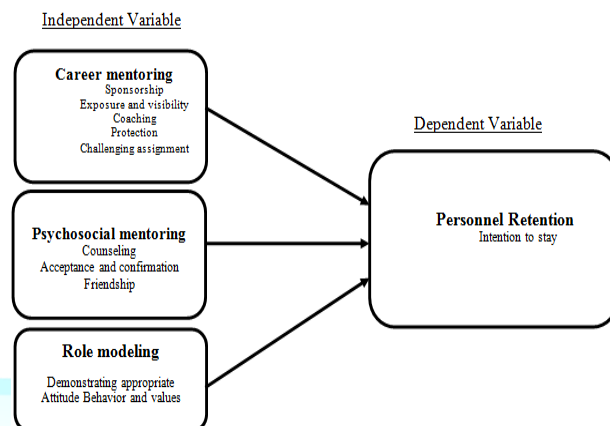 Independent Variable
Career mentoring
Sponsorship
Exposure and visibility
Coaching
Protection
Challenging assignment
Psychosocial mentoring
Counseling
Acceptance and confirmation
Friendship
Role modeling
Demonstrating appropriate
Attitude Behavior and values
Dependent Variable
Personnel Retention
Intention to stay